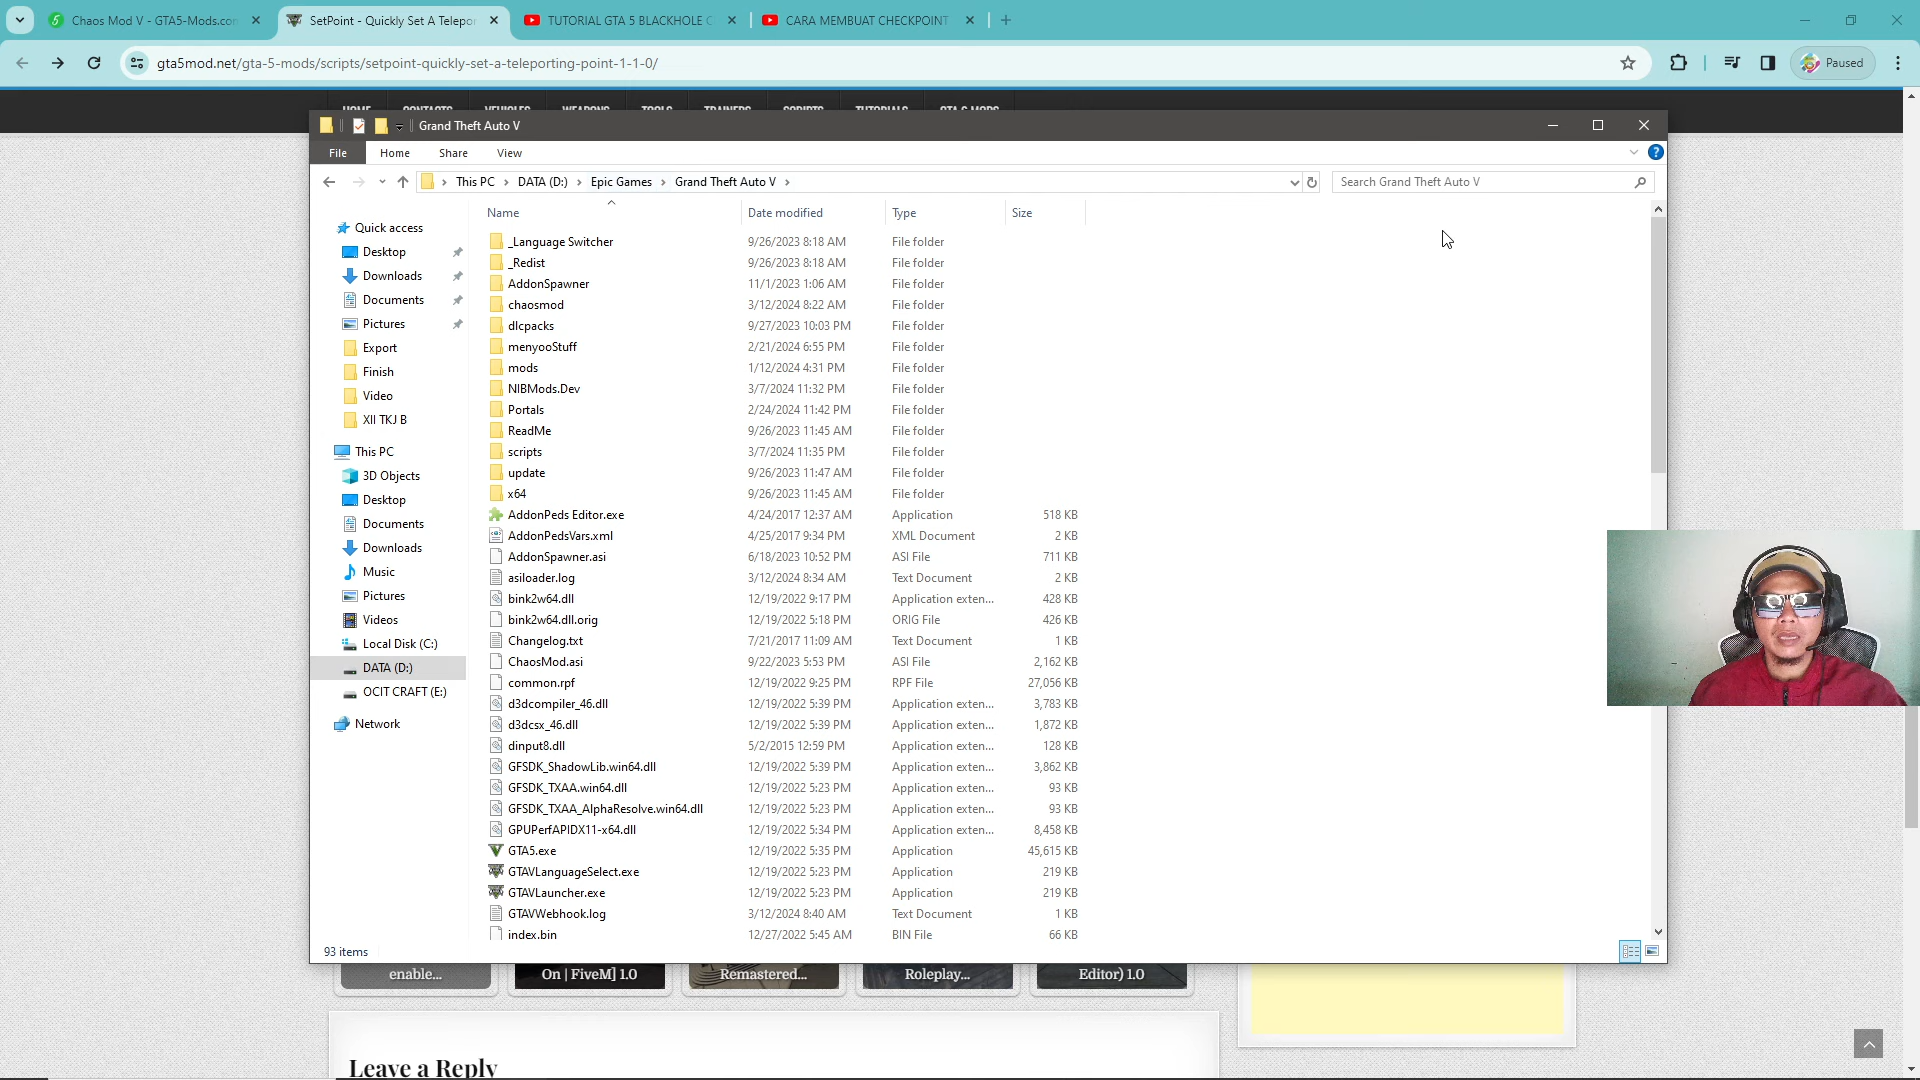 Chaos Mod V - GTA5-Mods.com
SetPoint - Quickly Set A Telepor
TUTORIAL GTA 5 BLACKHOLE C
CARA MEMBUAT CHECKPOINT
gta5mod.net/gta-5-mods/scripts/setpoint-quickly-set-a-teleporting-point-1-1-0/
Paused
HOME CONTACTS VEHICLES WEAPONS TOOLS TRAINERS SCRIPTS TUTORIALS GTA 6 MODS
Grand Theft Auto V
File Home Share View
This PC > DATA (D:) > Epic Games > Grand Theft Auto V >
Search Grand Theft Auto V
Quick access
Desktop
Downloads
Documents
Pictures
Export
Finish
Video
XII TKJ B
This PC
3D Objects
Desktop
Documents
Downloads
Music
Pictures
Videos
Local Disk (C:)
DATA (D:)
OCIT CRAFT (E:)
Network
Name Date modified Type Size
_Language Switcher 9/26/2023 8:18 AM File folder
_Redist 9/26/2023 8:18 AM File folder
AddonSpawner 11/1/2023 1:06 AM File folder
chaosmod 3/12/2024 8:22 AM File folder
dlcpacks 9/27/2023 10:03 PM File folder
menyooStuff 2/21/2024 6:55 PM File folder
mods 1/12/2024 4:31 PM File folder
NIBMods.Dev 3/7/2024 11:32 PM File folder
Portals 2/24/2024 11:42 PM File folder
ReadMe 9/26/2023 11:45 AM File folder
scripts 3/7/2024 11:35 PM File folder
update 9/26/2023 11:47 AM File folder
x64 9/26/2023 11:45 AM File folder
AddonPeds Editor.exe 4/24/2017 12:37 AM Application 518 KB
AddonPedsVars.xml 4/25/2017 9:34 PM XML Document 2 KB
AddonSpawner.asi 6/18/2023 10:52 PM ASI File 711 KB
asiloader.log 3/12/2024 8:34 AM Text Document 2 KB
bink2w64.dll 12/19/2022 9:17 PM Application exten... 428 KB
bink2w64.dll.orig 12/19/2022 5:18 PM ORIG File 426 KB
Changelog.txt 7/21/2017 11:09 AM Text Document 1 KB
ChaosMod.asi 9/22/2023 5:53 PM ASI File 2,162 KB
common.rpf 12/19/2022 9:25 PM RPF File 27,056 KB
d3dcompiler_46.dll 12/19/2022 5:39 PM Application exten... 3,783 KB
d3dcsx_46.dll 12/19/2022 5:39 PM Application exten... 1,872 KB
dinput8.dll 5/2/2015 12:59 PM Application exten... 128 KB
GFSDK_ShadowLib.win64.dll 12/19/2022 5:39 PM Application exten... 3,862 KB
GFSDK_TXAA.win64.dll 12/19/2022 5:23 PM Application exten... 93 KB
GFSDK_TXAA_AlphaResolve.win64.dll 12/19/2022 5:23 PM Application exten... 93 KB
GPUPerfAPIDX11-x64.dll 12/19/2022 5:34 PM Application exten... 8,458 KB
GTA5.exe 12/19/2022 5:35 PM Application 45,615 KB
GTAVLanguageSelect.exe 12/19/2022 5:23 PM Application 219 KB
GTAVLauncher.exe 12/19/2022 5:23 PM Application 219 KB
GTAVWebhook.log 3/12/2024 8:40 AM Text Document 1 KB
index.bin 12/27/2022 5:45 AM BIN File 66 KB
93 items
enable...
On | FiveM] 1.0
Remastered...
Roleplay...
Editor) 1.0
Leave a Reply